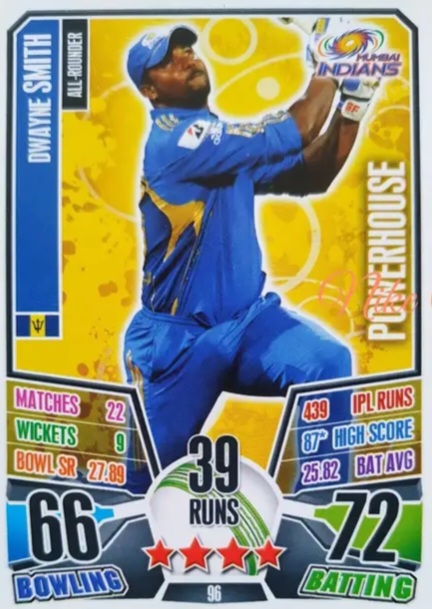 DWAYNE SMITH
ALL-ROUNDER
MUMBAI
INDIANS
POWERHOUSE
MATCHES 22
WICKETS 9
BOWL SR 27.89
439 IPL RUNS
87* HIGH SCORE
25.82 BAT AVG
39
RUNS
66
BOWLING
72
BATTING
96